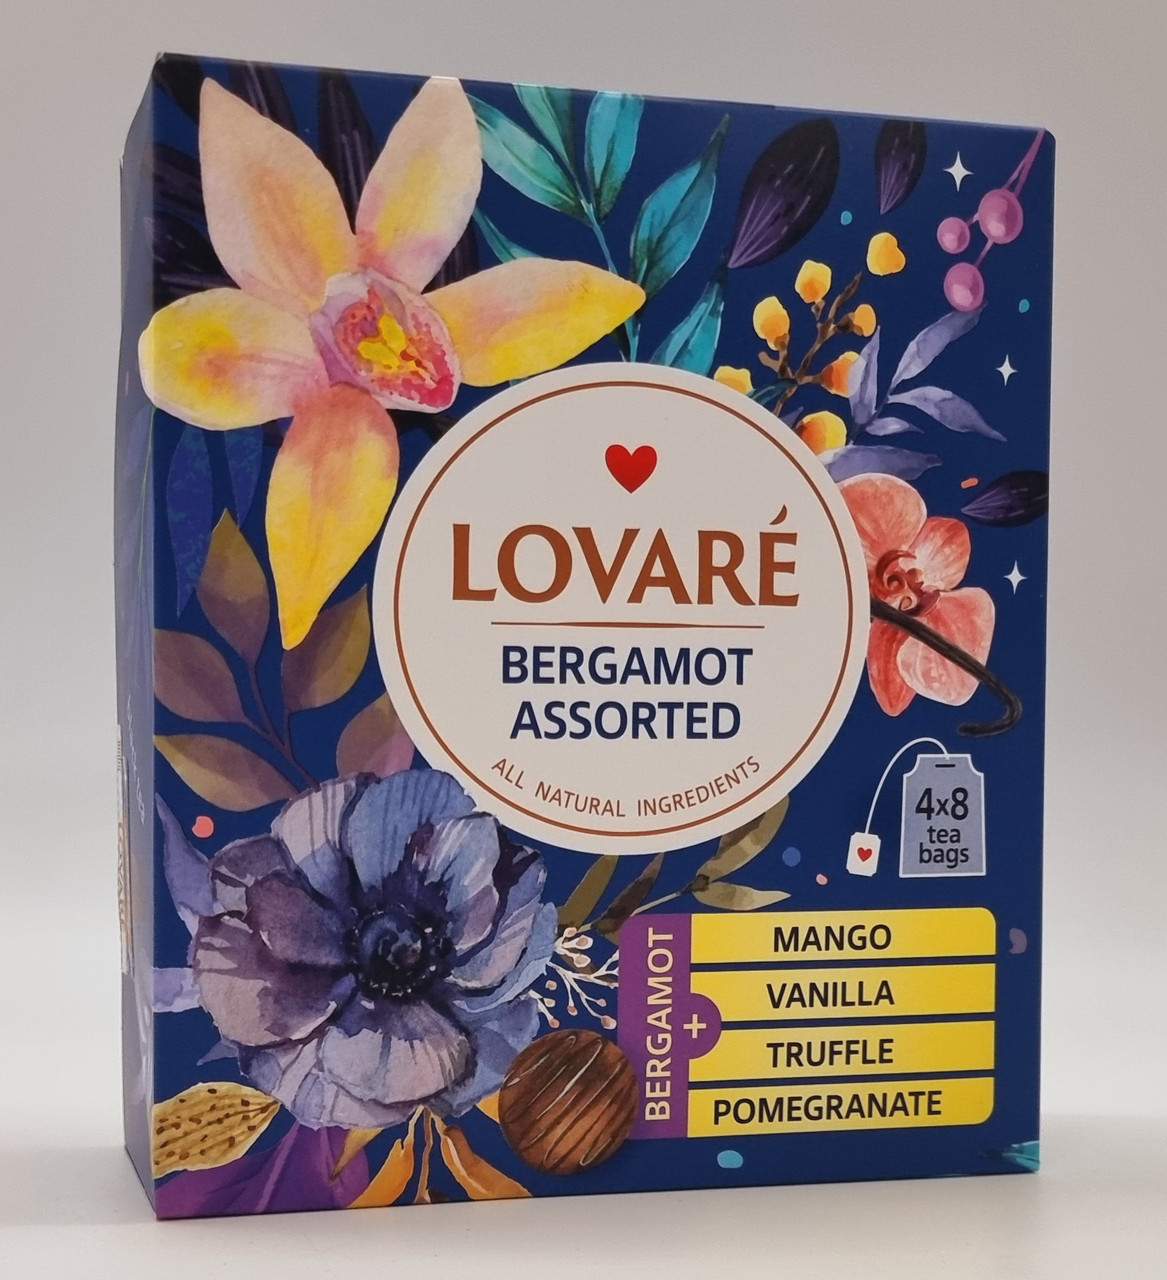 LOVARÉ
BERGAMOT
ASSORTED
ALL NATURAL INGREDIENTS
4x8
tea
bags
BERGAMOT
+
MANGO
VANILLA
TRUFFLE
POMEGRANATE